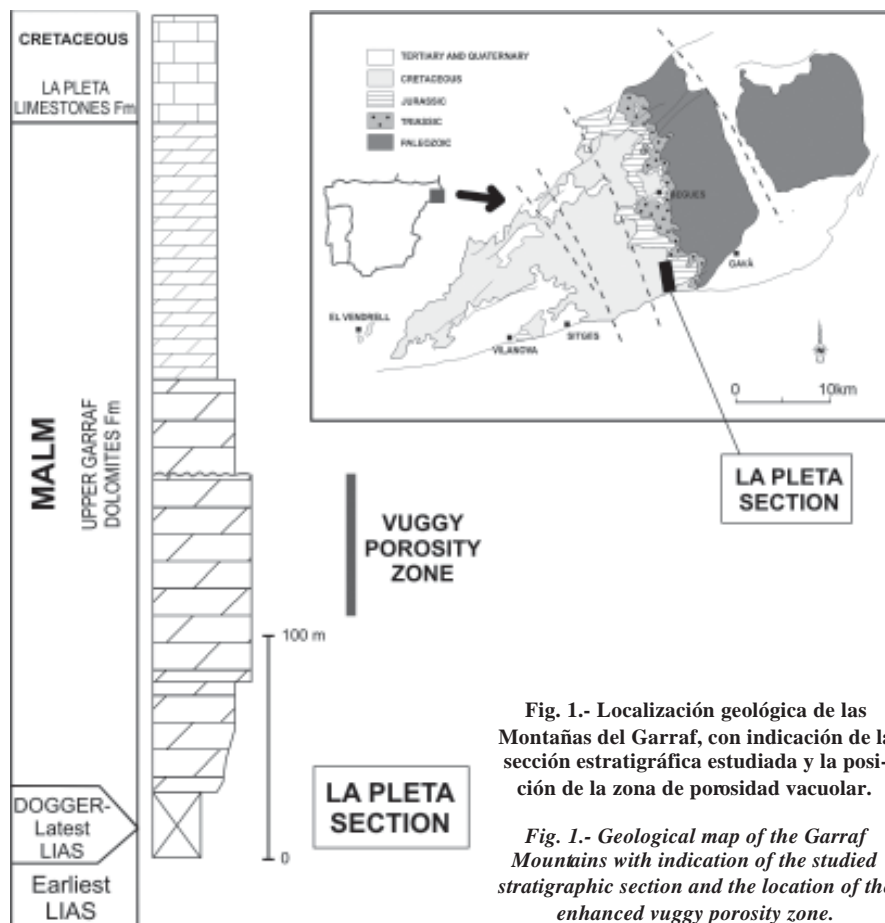 CRETACEOUS
LA PLETA
LIMESTONES Fm
MALM
UPPER GARRAF
DOLOMITES Fm
DOGGER-
Latest
LIAS
Earliest
LIAS
100 m
0
VUGGY
POROSITY
ZONE
LA PLETA
SECTION
TERTIARY AND QUATERNARY
CRETACEOUS
JURASSIC
TRIASSIC
PALEOZOIC
BEGUES
GAVÀ
EL VENDRELL
VILANOVA
SITGES
N
0 10km
LA PLETA
SECTION
Fig. 1.- Localización geológica de las
Montañas del Garraf, con indicación de la
sección estratigráfica estudiada y la posi-
ción de la zona de porosidad vacuolar.
Fig. 1.- Geological map of the Garraf
Mountains with indication of the studied
stratigraphic section and the location of the
enhanced vuggy porosity zone.